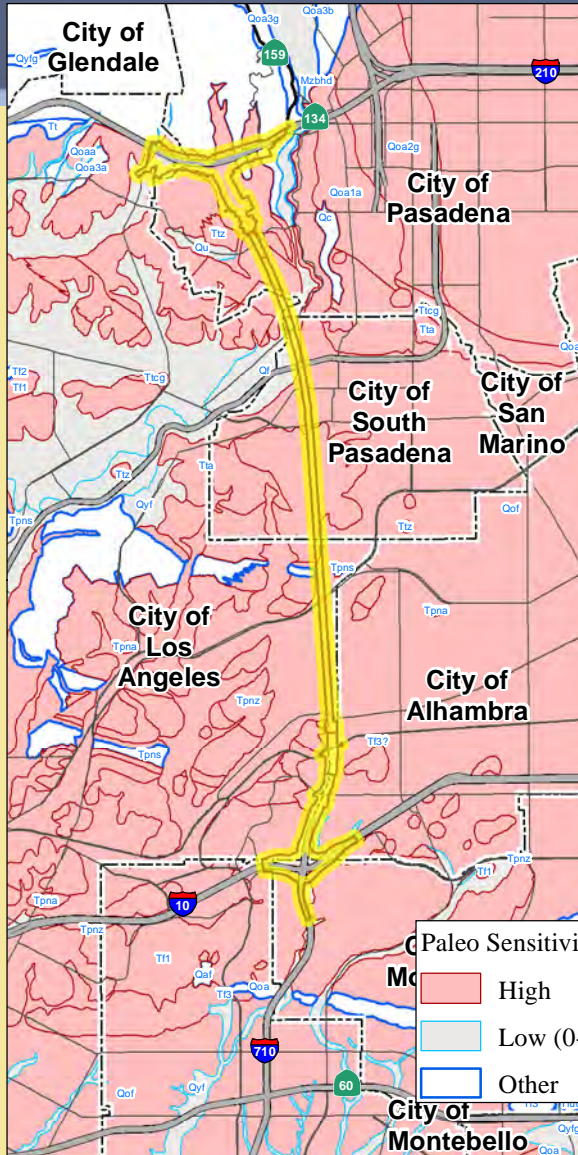 Qoa3g
Qoa3b
City of
Glendale
159
Qyfg
Qof
Mzbhd
210
134
Tt
Qoaa
Qoa3a
Qoa2g
City of
Pasadena
Qoa1a
Qc
Ttz
Qu
Ttcg
Tta
Qoa
Ttcg
Qf
Tf2
Tf1
City of
South
Pasadena
City of
San
Marino
Tta
Ttz
Qyf
Tpns
Ttz
Qof
Tpns
City of
Los
Angeles
Tpna
Tpna
City of
Alhambra
Tpnz
Tf3?
Tpns
Tpnz
Tf1
10
Tpna
Tpnz
Tf1
Qaf
Qoa
Tf3
Paleo Sensitivi
High
Low (0-
Other
710
60
Qof
Qyf
City of
Montebello
Qyfg
Qoa